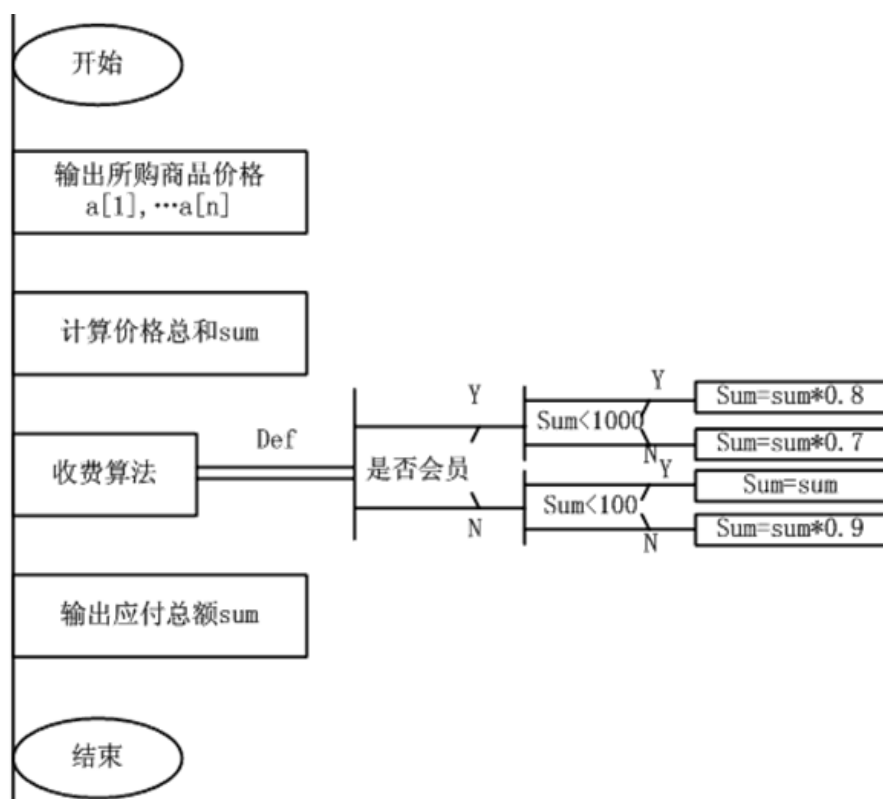 开始
输出所购商品价格
a[1],…a[n]
计算价格总和sum
收费算法
Def
是否会员
Y
N
Sum<1000
Y
N
Sum=sum*0.8
Sum=sum*0.7
Sum<100
Y
N
Sum=sum
Sum=sum*0.9
输出应付总额sum
结束